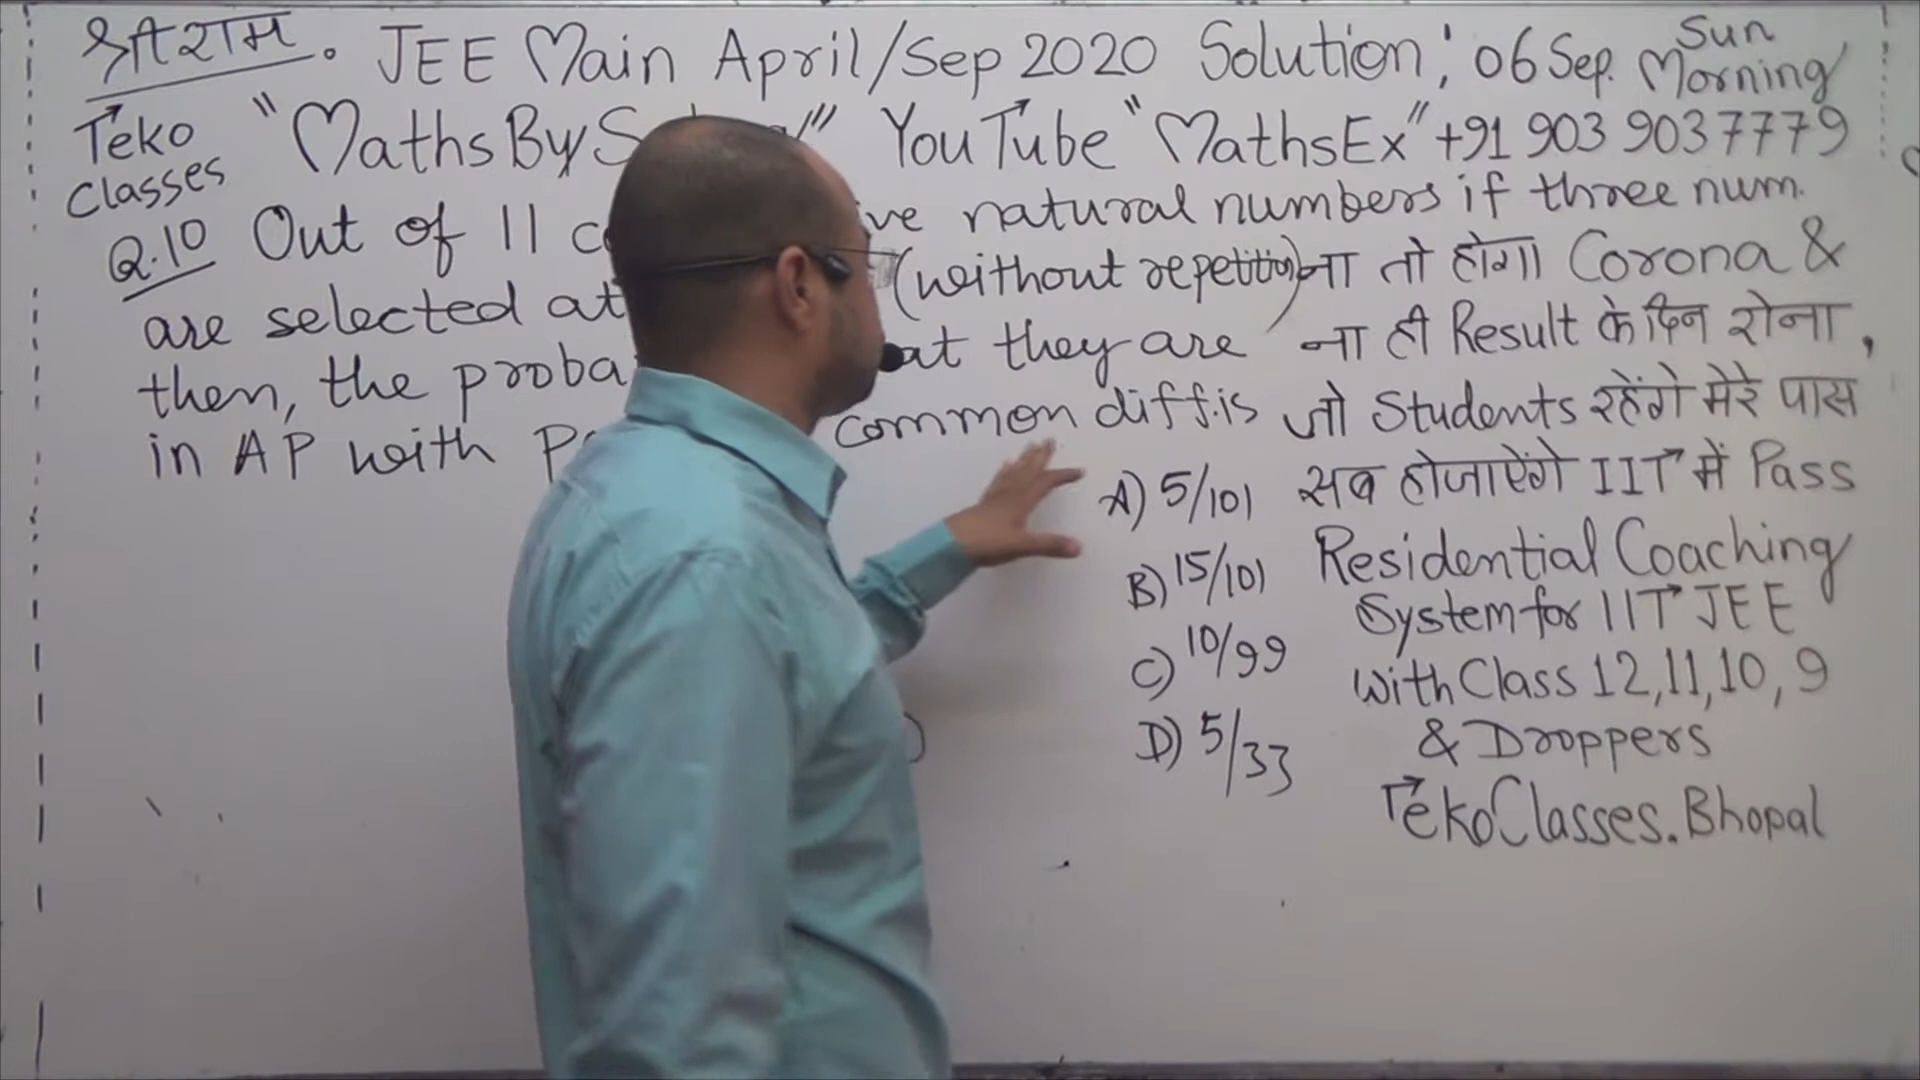 श्री राम. JEE Main April/Sep 2020 Solution; 06 Sep. Sun Morning
Teko Classes "MathsByS YouTube "MathsEx" +91 903 903 7779
Q.10 Out of 11 c ive natural numbers if three num.
are selected at (without repetition)
then, the proba at they are
in AP with P common diff. is
A) 5/101
B) 15/101
C) 10/99
D) 5/33
ना तो होगा Corona &
ना ही Result के दिन रोना,
जो Students रहेंगे मेरे पास
सब होजाऐंगे IIT में Pass
Residential Coaching
System for IIT JEE
with Class 12, 11, 10, 9
& Droppers
TekoClasses.Bhopal